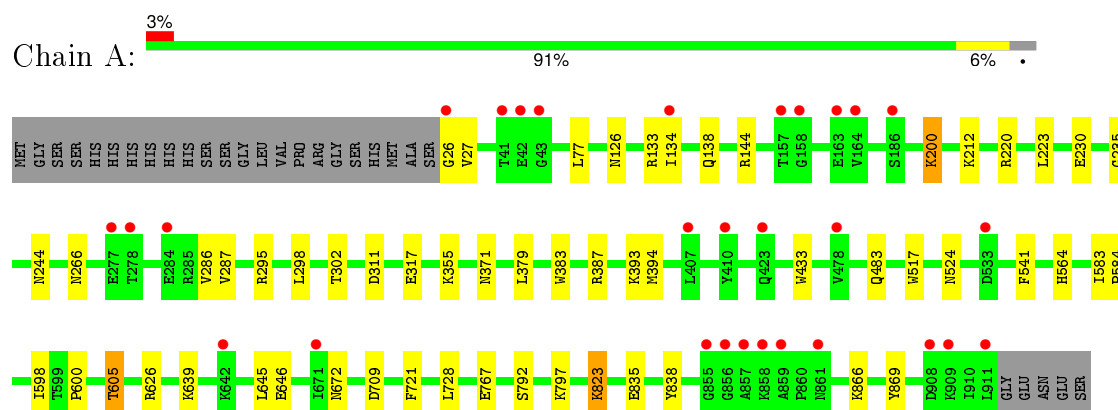 3%
Chain A:
91% 6% •
MET GLY SER SER HIS HIS HIS HIS HIS HIS SER SER GLY LEU VAL PRO ARG GLY SER HIS MET ALA SER G26 V27 T41 E42 G43 L77 N126 R133 I134 Q138 R144 T157 G158 E163 V164 S186 K200 K212 R220 L223 E230 C235
N244 N266 E277 T278 E284 R285 V286 V287 R295 L298 T302 D311 E317 K355 N371 L379 W383 R387 K393 M394 L407 Y410 Q423 W433 V478 Q483 W517 N524 D533 F541 H564 I583 P584
I598 T599 P600 T605 R626 K639 K642 L645 E646 I671 N672 D709 F721 L728 E767 S792 K797 K823 E835 Y838 G855 G856 A857 K858 A859 P860 N861 K866 Y869 D908 K909 I910 L911 GLY GLU ASN GLU SER